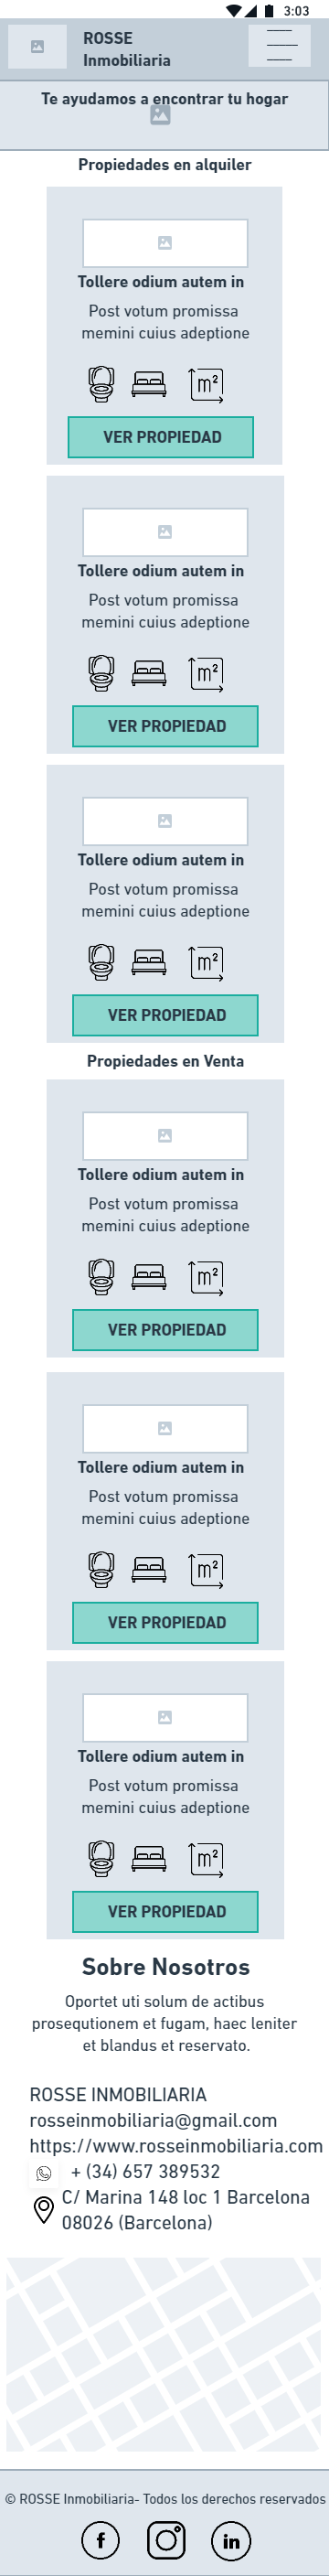 3:03
ROSSE
Inmobiliaria
Te ayudamos a encontrar tu hogar
Propiedades en alquiler
Tollere odium autem in
Post votum promissa
memini cuius adeptione
m²
VER PROPIEDAD
Tollere odium autem in
Post votum promissa
memini cuius adeptione
m²
VER PROPIEDAD
Tollere odium autem in
Post votum promissa
memini cuius adeptione
m²
VER PROPIEDAD
Propiedades en Venta
Tollere odium autem in
Post votum promissa
memini cuius adeptione
m²
VER PROPIEDAD
Tollere odium autem in
Post votum promissa
memini cuius adeptione
m²
VER PROPIEDAD
Tollere odium autem in
Post votum promissa
memini cuius adeptione
m²
VER PROPIEDAD
Sobre Nosotros
Oportet uti solum de actibus
prosequtionem et fugam, haec leniter
et blandus et reservato.
ROSSE INMOBILIARIA
rosseinmobiliaria@gmail.com
https://www.rosseinmobiliaria.com
+ (34) 657 389532
C/ Marina 148 loc 1 Barcelona
08026 (Barcelona)
© ROSSE Inmobiliaria- Todos los derechos reservados
f in